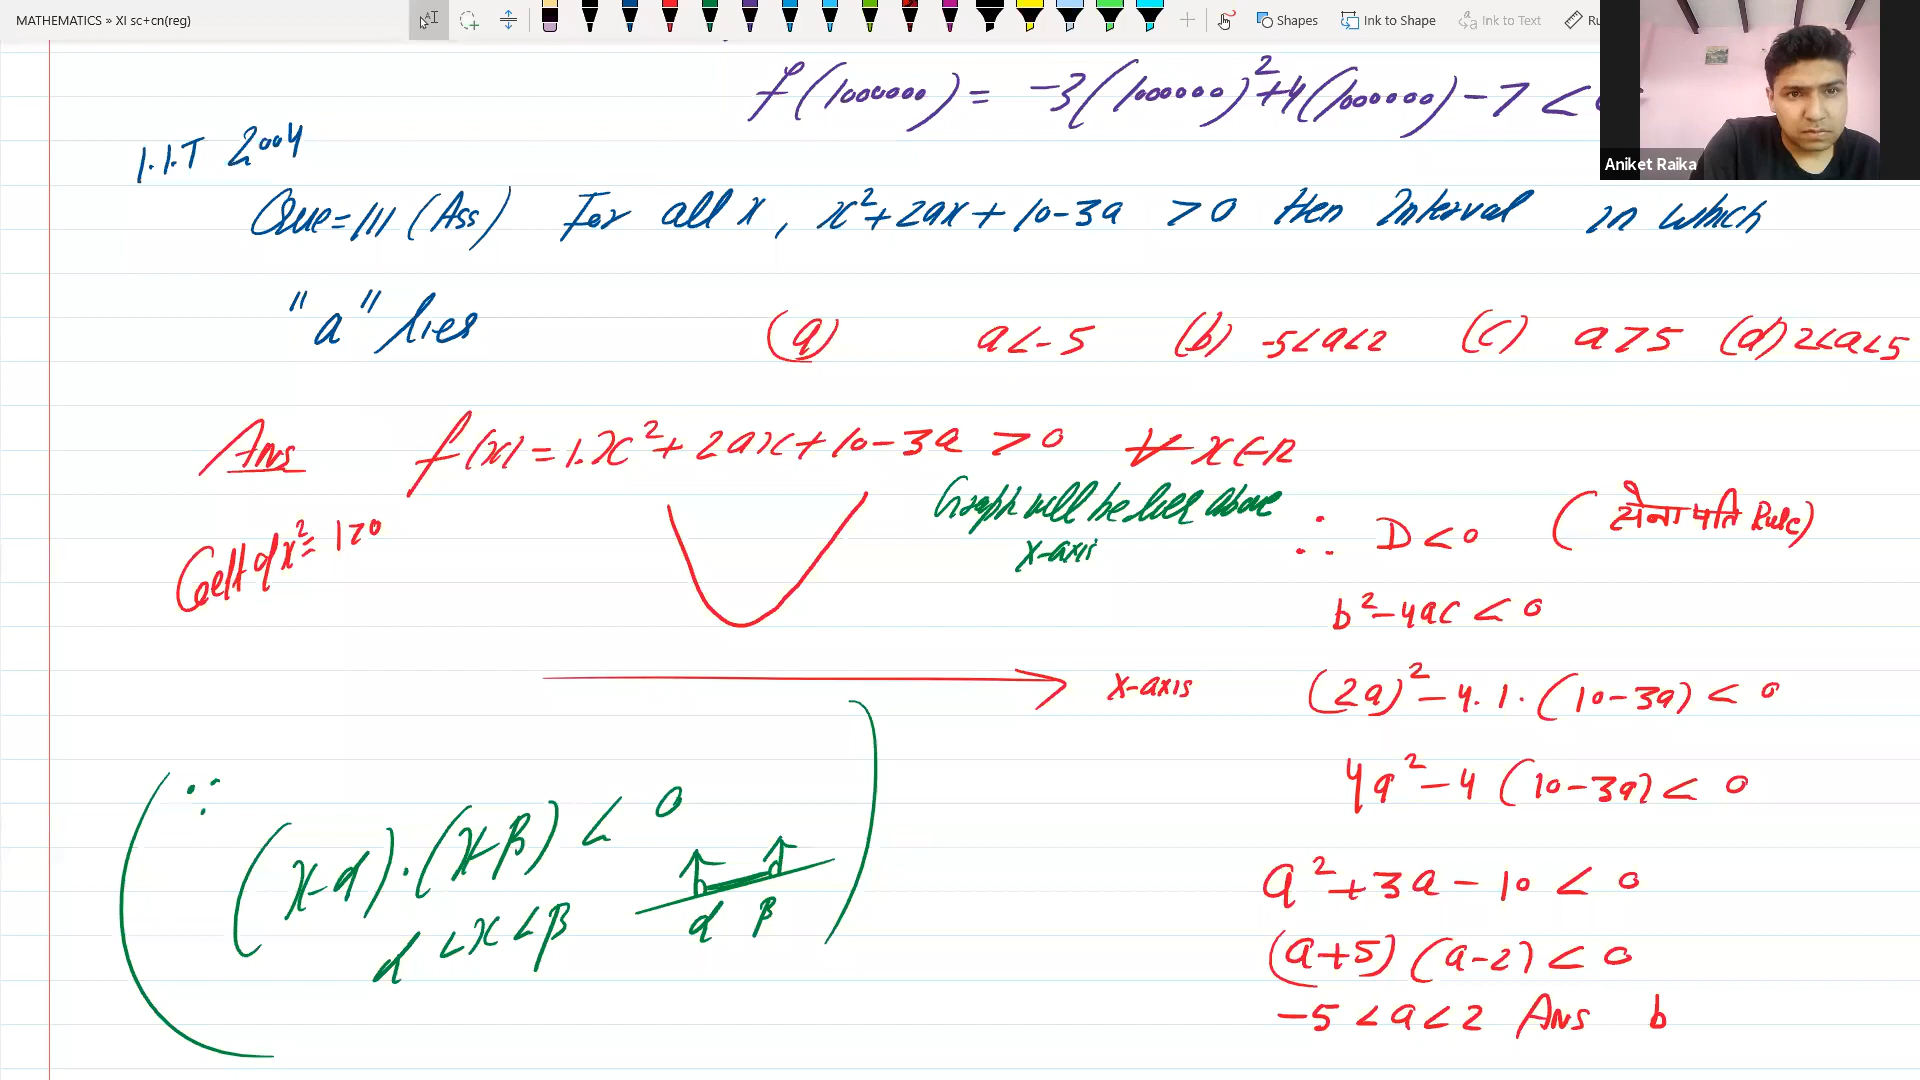 MATHEMATICS » XI sc+cn(reg)
Shapes Ink to Shape Ink to Text Ru
f(1000000) = -3(1000000)²+4(1000000)-7 <
I.I.T 2004
Que=111 (Ass) For all x, x²+2ax+10-3a >0 then Interval in which
"a" lies (a) a<-5 (b) -5<a<2 (c) a>5 (d) 2<a<5
Ans f(x)=1.x²+2ax+10-3a >0 ∀ x∈R
Graph will be lies above
x-axis
Coeff of x²= 1>0
∴ D<0 (सेनापति Rule)
b²-4ac < 0
(2a)²-4.1.(10-3a) < 0
x-axis
4a²-4(10-3a) < 0
a²+3a-10 < 0
(a+5)(a-2) < 0
-5<a<2 Ans b
∵
(x-α).(x-β) < 0
α<x<β
α β
Aniket Raika